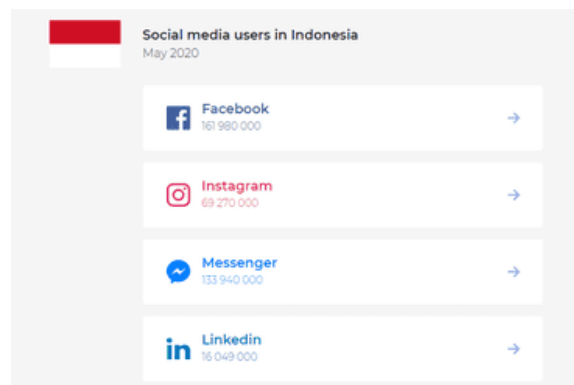 Social media users in Indonesia
May 2020
Facebook
161 980 000
Instagram
69 270 000
Messenger
133 940 000
Linkedin
16 049 000